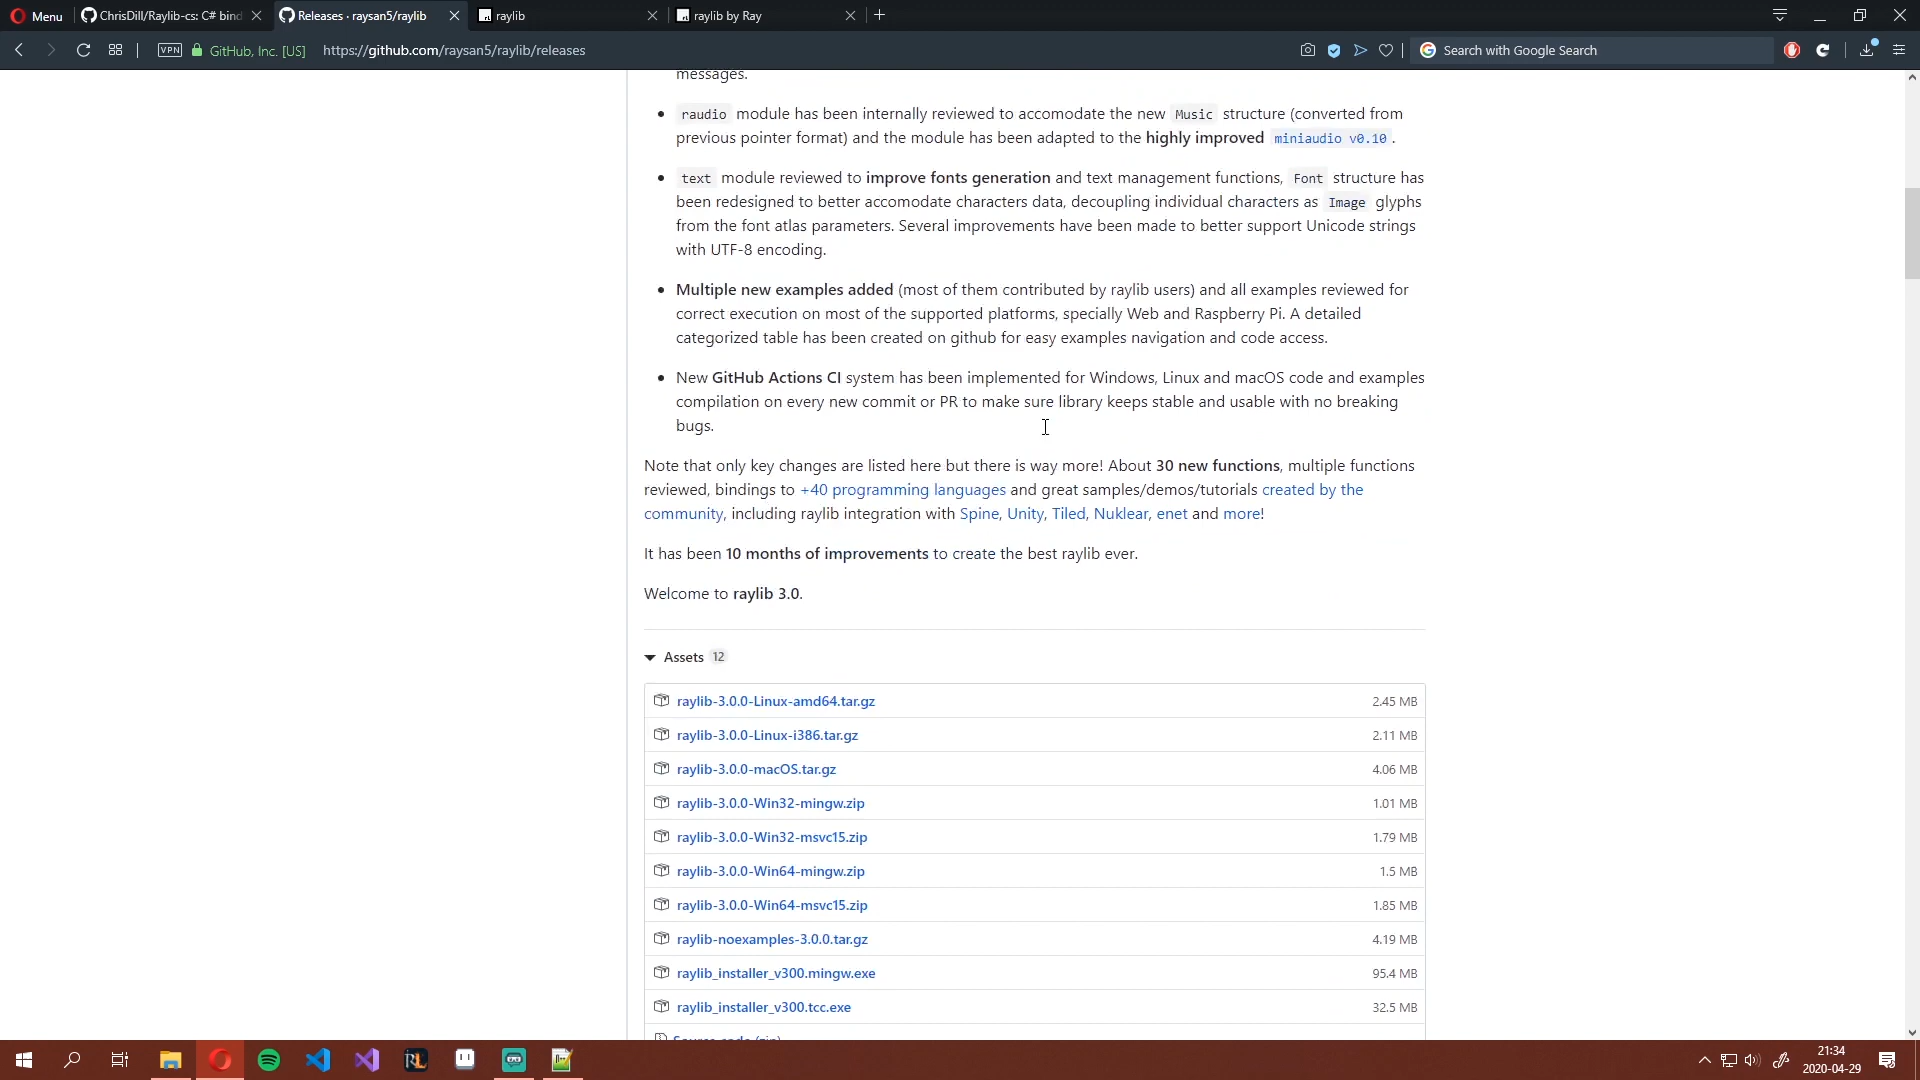 Menu
ChrisDill/Raylib-cs: C# bind
Releases · raysan5/raylib
raylib
raylib by Ray
VPN
GitHub, Inc. [US]
https://github.com/raysan5/raylib/releases
Search with Google Search
messages.
raudio module has been internally reviewed to accomodate the new Music structure (converted from
previous pointer format) and the module has been adapted to the highly improved miniaudio v0.10.
text module reviewed to improve fonts generation and text management functions, Font structure has
been redesigned to better accomodate characters data, decoupling individual characters as Image glyphs
from the font atlas parameters. Several improvements have been made to better support Unicode strings
with UTF-8 encoding.
Multiple new examples added (most of them contributed by raylib users) and all examples reviewed for
correct execution on most of the supported platforms, specially Web and Raspberry Pi. A detailed
categorized table has been created on github for easy examples navigation and code access.
New GitHub Actions CI system has been implemented for Windows, Linux and macOS code and examples
compilation on every new commit or PR to make sure library keeps stable and usable with no breaking
bugs.
Note that only key changes are listed here but there is way more! About 30 new functions, multiple functions
reviewed, bindings to +40 programming languages and great samples/demos/tutorials created by the
community, including raylib integration with Spine, Unity, Tiled, Nuklear, enet and more!
It has been 10 months of improvements to create the best raylib ever.
Welcome to raylib 3.0.
Assets 12
raylib-3.0.0-Linux-amd64.tar.gz 2.45 MB
raylib-3.0.0-Linux-i386.tar.gz 2.11 MB
raylib-3.0.0-macOS.tar.gz 4.06 MB
raylib-3.0.0-Win32-mingw.zip 1.01 MB
raylib-3.0.0-Win32-msvc15.zip 1.79 MB
raylib-3.0.0-Win64-mingw.zip 1.5 MB
raylib-3.0.0-Win64-msvc15.zip 1.85 MB
raylib-noexamples-3.0.0.tar.gz 4.19 MB
raylib_installer_v300.mingw.exe 95.4 MB
raylib_installer_v300.tcc.exe 32.5 MB
Source code (zip)
RL
21:34
2020-04-29